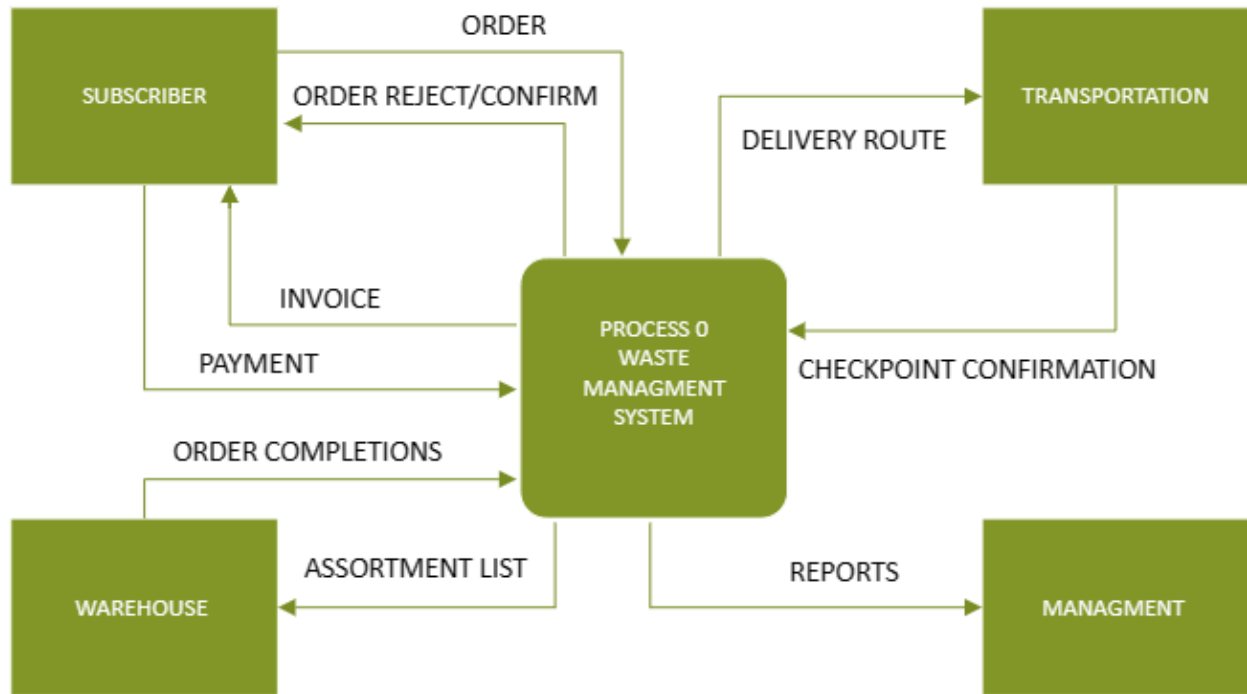 ORDER
SUBSCRIBER
ORDER REJECT/CONFIRM
TRANSPORTATION
DELIVERY ROUTE
INVOICE
PROCESS 0
WASTE
MANAGMENT
SYSTEM
PAYMENT
CHECKPOINT CONFIRMATION
ORDER COMPLETIONS
ASSORTMENT LIST
REPORTS
WAREHOUSE
MANAGMENT